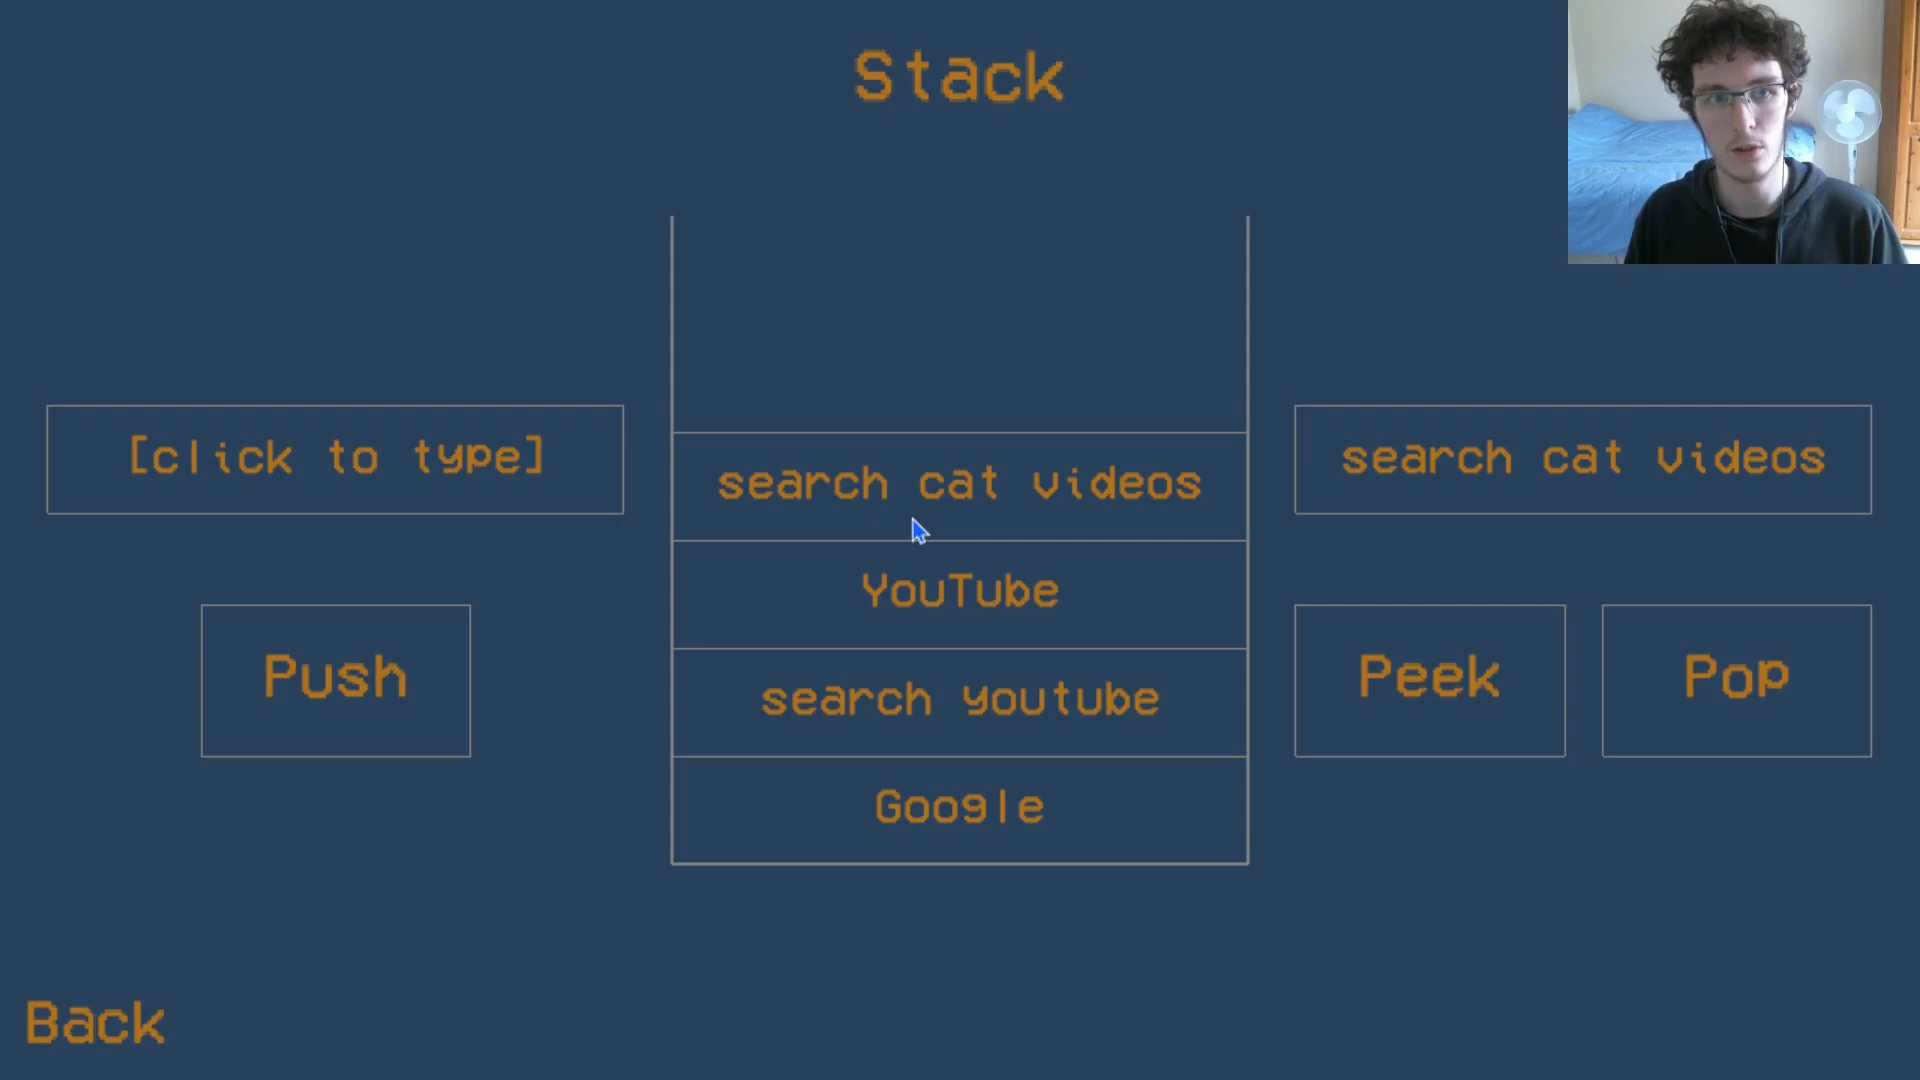 Stack
[click to type]
search cat videos
search cat videos
YouTube
Push
search youtube
Peek
Pop
Google
Back